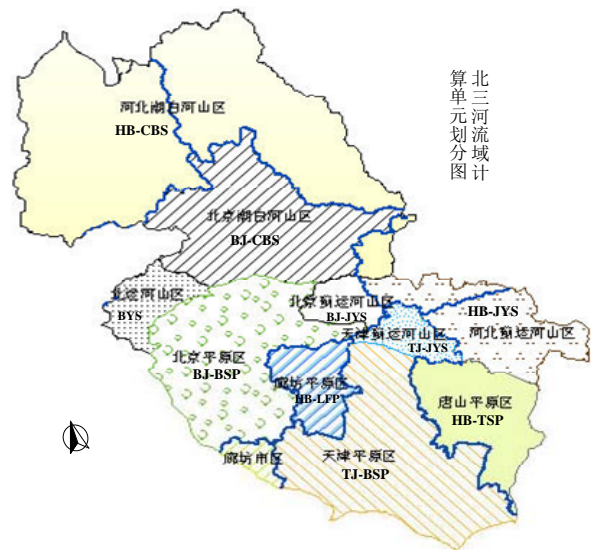 北三河流域计
算单元划分图
河北潮白河山区
HB-CBS
北京潮白河山区
BJ-CBS
北运河山区
BYS
北京蓟运河山区
BJ-JYS
HB-JYS
河北蓟运河山区
天津蓟运河山区
TJ-JYS
北京平原区
BJ-BSP
廊坊平原区
HB-LFP
唐山平原区
HB-TSP
廊坊市区
天津平原区
TJ-BSP